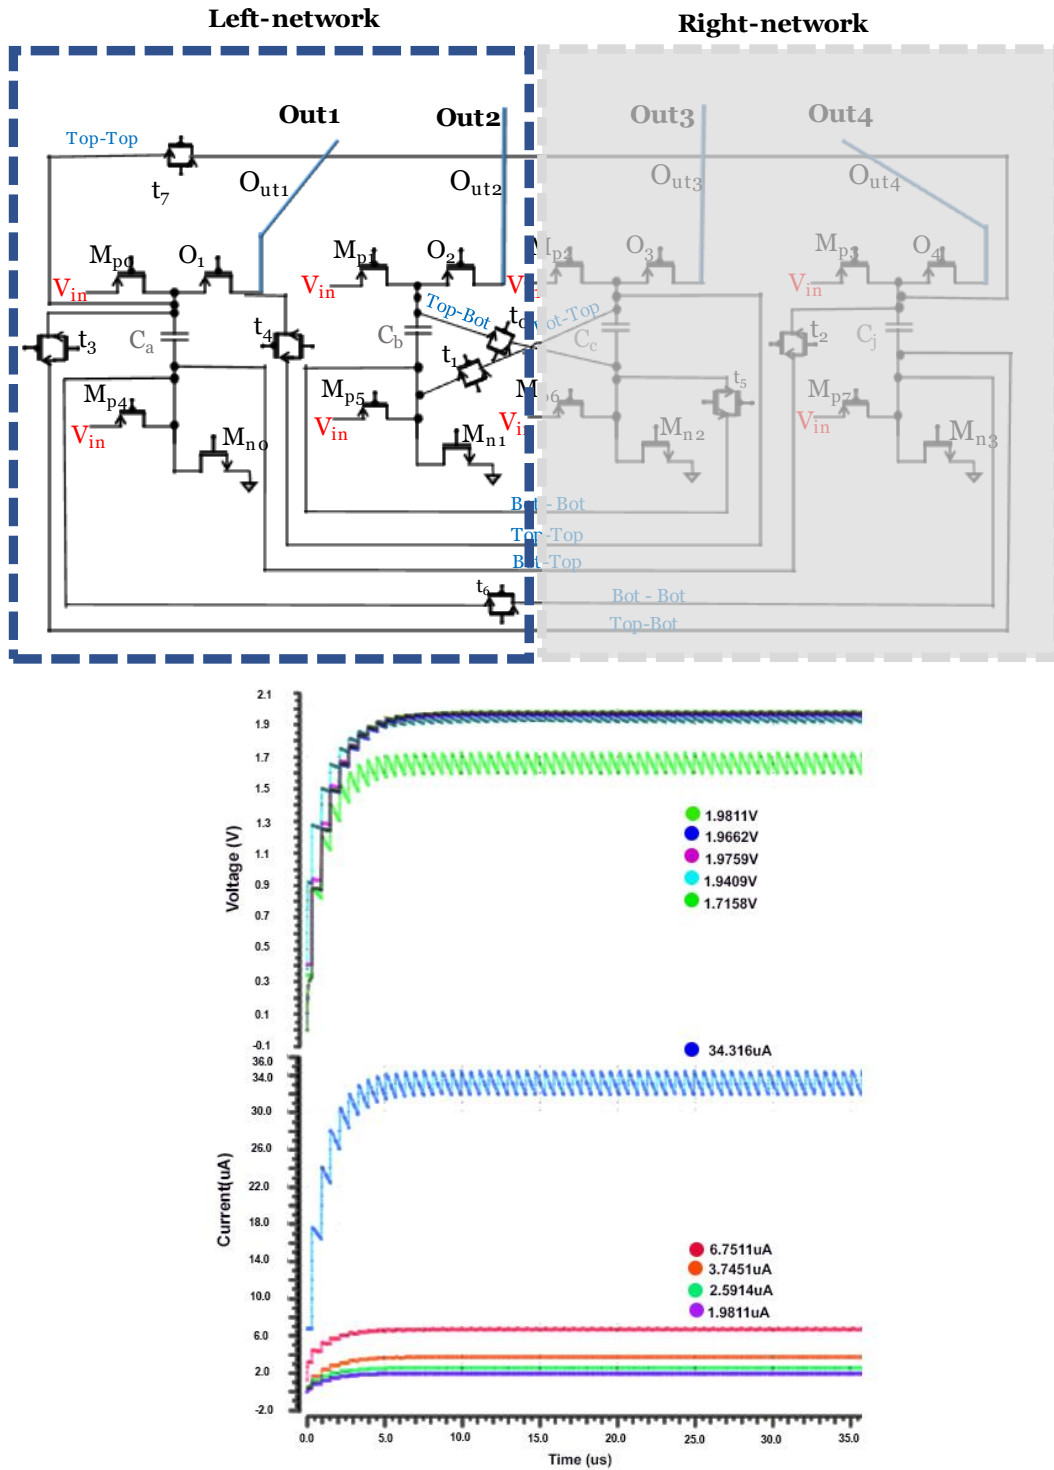 Left-network
Right-network
Out1
Out2
Out3
Out4
Top-Top
t7
Out1
Out2
Out3
Out4
Mp0
O1
Mp1
O2
Mp2
O3
Mp3
O4
Vin
Vin
Vin
Vin
Top-Bot
t0
Bot-Top
t3
Ca
t4
Cb
t1
Cc
t2
Cj
t5
Mp4
Mp5
Mp6
Mp7
Vin
Vin
Vin
Vin
Mn0
Mn1
Mn2
Mn3
Bot - Bot
Top-Top
Bot-Top
t6
Bot - Bot
Top-Bot
2.1
1.9
1.7
1.5
1.3
1.1
0.9
0.7
0.5
0.3
0.1
-0.1
Voltage (V)
1.9811V
1.9662V
1.9759V
1.9409V
1.7158V
34.316uA
36.0
34.0
30.0
26.0
22.0
18.0
14.0
10.0
6.0
2.0
-2.0
Current(uA)
6.7511uA
3.7451uA
2.5914uA
1.9811uA
0.0 5.0 10.0 15.0 20.0 25.0 30.0 35.0
Time (us)